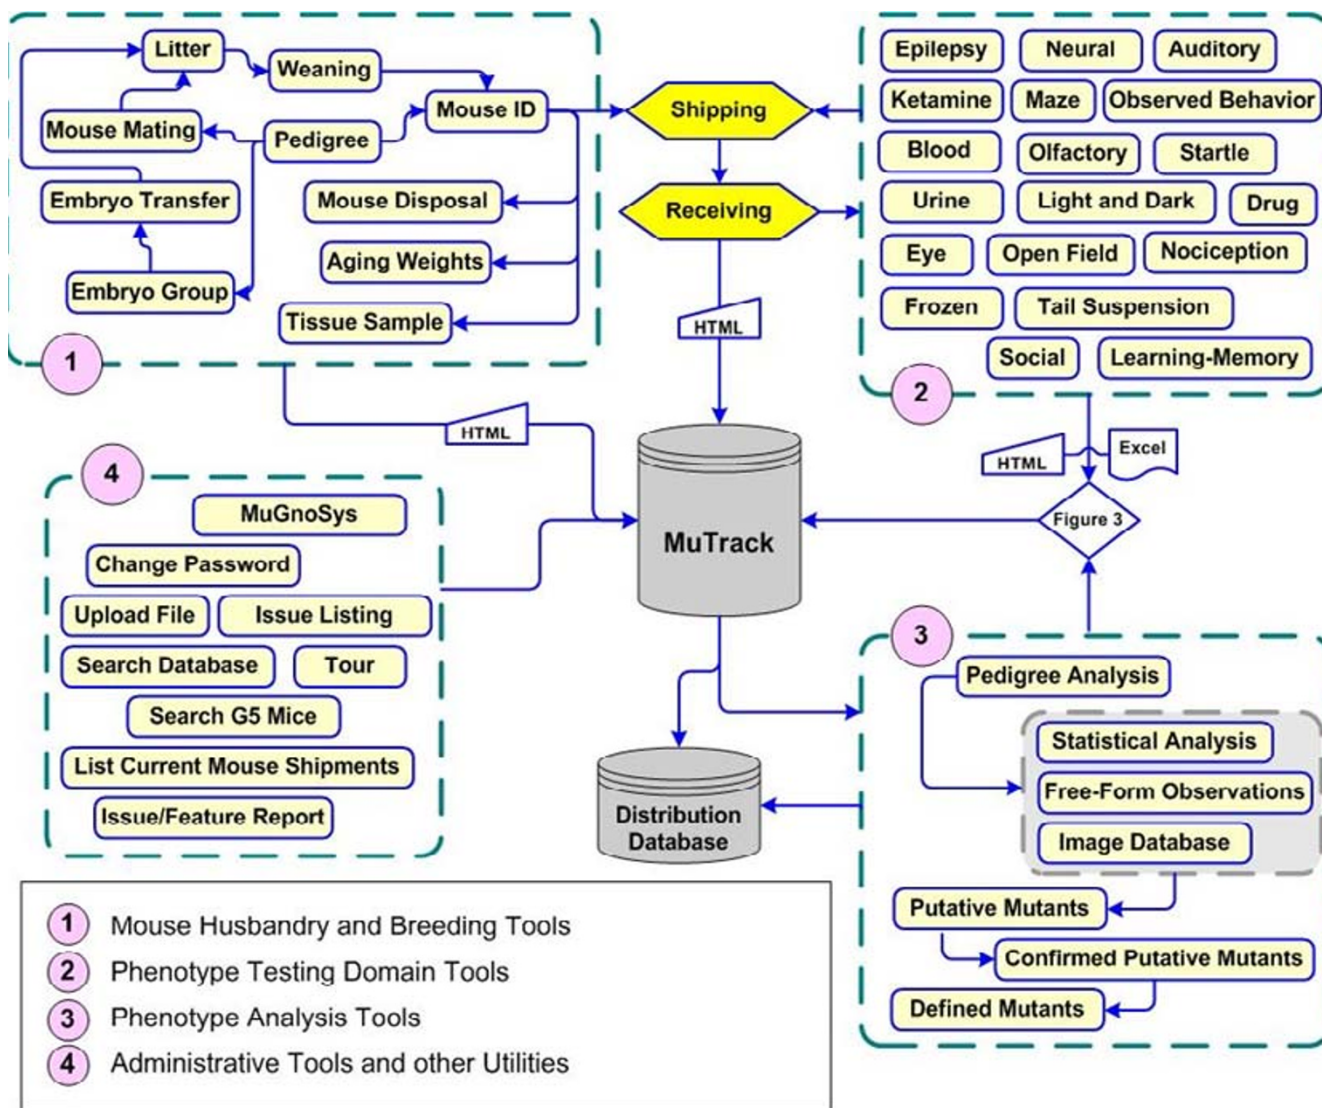 Litter
Weaning
Mouse ID
Mouse Mating
Pedigree
Embryo Transfer
Mouse Disposal
Aging Weights
Embryo Group
Tissue Sample
1
Shipping
Receiving
HTML
Epilepsy
Neural
Auditory
Ketamine
Maze
Observed Behavior
Blood
Olfactory
Startle
Urine
Light and Dark
Drug
Eye
Open Field
Nociception
Frozen
Tail Suspension
Social
Learning-Memory
2
HTML
HTML
Excel
Figure 3
MuTrack
4
MuGnoSys
Change Password
Upload File
Issue Listing
Search Database
Tour
Search G5 Mice
List Current Mouse Shipments
Issue/Feature Report
Distribution
Database
3
Pedigree Analysis
Statistical Analysis
Free-Form Observations
Image Database
Putative Mutants
Confirmed Putative Mutants
Defined Mutants
1 Mouse Husbandry and Breeding Tools
2 Phenotype Testing Domain Tools
3 Phenotype Analysis Tools
4 Administrative Tools and other Utilities